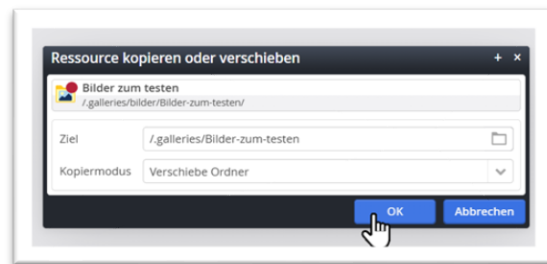 Ressource kopieren oder verschieben
Bilder zum testen
/.galleries/bilder/Bilder-zum-testen/
Ziel /.galleries/Bilder-zum-testen
Kopiermodus Verschiebe Ordner
OK Abbrechen